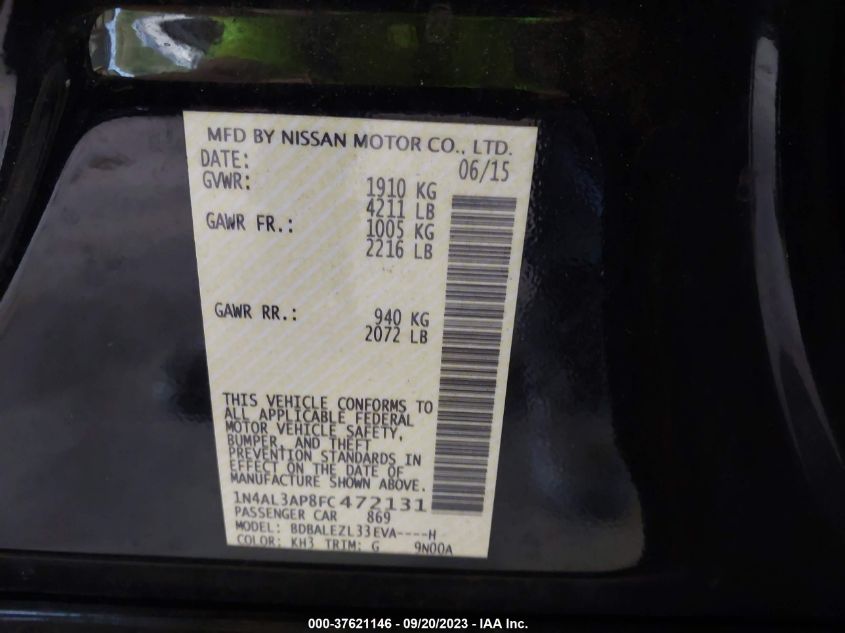 MFD BY NISSAN MOTOR CO., LTD.
DATE: 06/15
GVWR: 1910 KG
4211 LB
GAWR FR.: 1005 KG
2216 LB
GAWR RR.: 940 KG
2072 LB
THIS VEHICLE CONFORMS TO
ALL APPLICABLE FEDERAL
MOTOR VEHICLE SAFETY,
BUMPER, AND THEFT
PREVENTION STANDARDS IN
EFFECT ON THE DATE OF
MANUFACTURE SHOWN ABOVE.
1N4AL3AP8FC472131
PASSENGER CAR 869
MODEL: BDBALEZL33EVA----H
COLOR: KH3 TRIM: G 9N00A
000-37621146 - 09/20/2023 - IAA Inc.